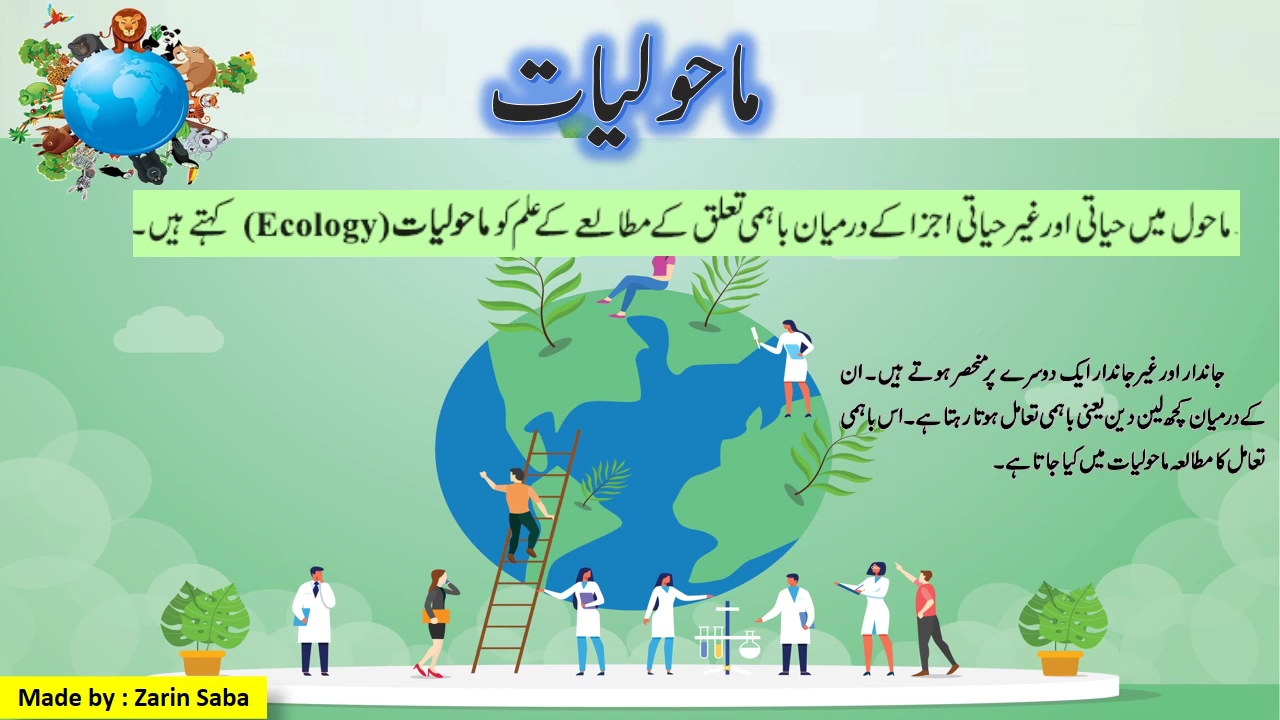 ماحولیات
ماحول میں حیاتی اور غیر حیاتی اجزا کے درمیان باہمی تعلق کے مطالعے کے علم کو ماحولیات (Ecology) کہتے ہیں۔
جاندار اور غیر جاندار ایک دوسرے پر منحصر ہوتے ہیں۔ ان
کے درمیان کچھ لین دین یعنی باہمی تعامل ہوتا رہتا ہے۔ اس باہمی
تعامل کا مطالعہ ماحولیات میں کیا جاتا ہے۔
Made by : Zarin Saba